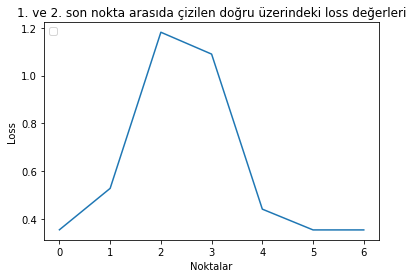 1. ve 2. son nokta arasıda çizilen doğru üzerindeki loss değerleri
1.2
1.0
0.8
0.6
0.4
Loss
0 1 2 3 4 5 6
Noktalar